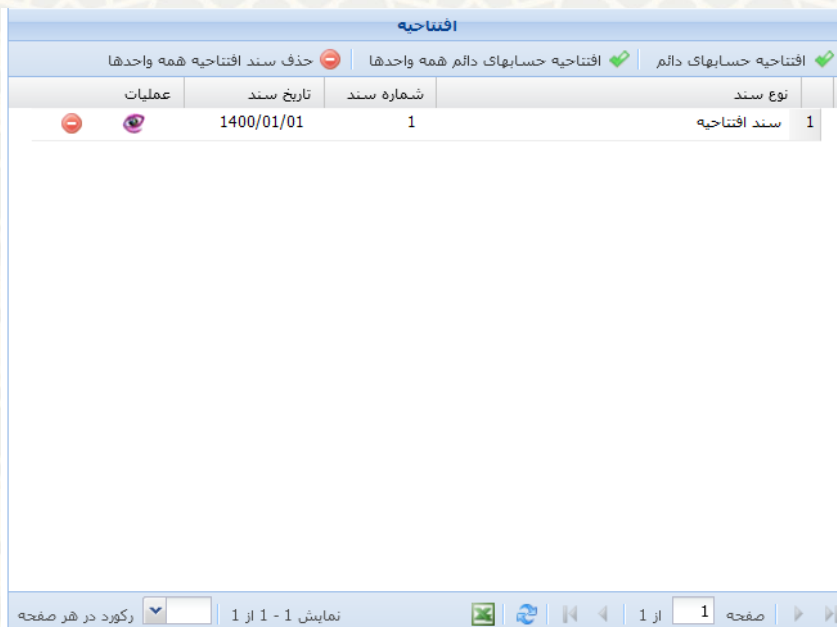 افتتاحیه
افتتاحیه حسابهای دائم افتتاحیه حسابهای دائم همه واحدها حذف سند افتتاحیه همه واحدها
نوع سند شماره سند تاریخ سند عملیات
1 سند افتتاحیه 1 1400/01/01
صفحه 1 از 1 نمایش 1 - 1 از 1 رکورد در هر صفحه